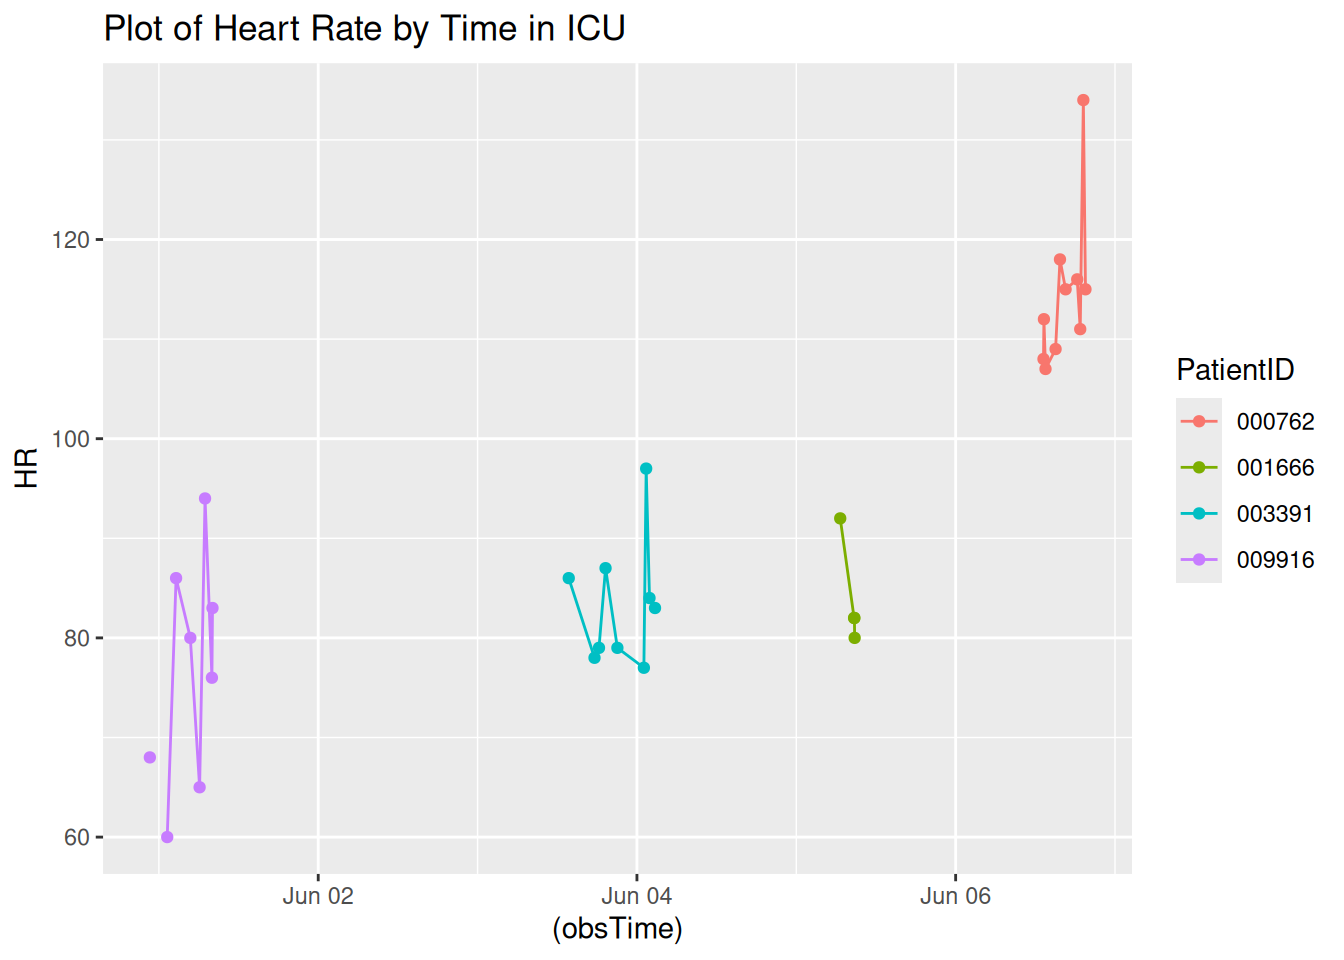 Plot of Heart Rate by Time in ICU
120
100
80
60
HR
Jun 02
Jun 04
Jun 06
(obsTime)
PatientID
000762
001666
003391
009916